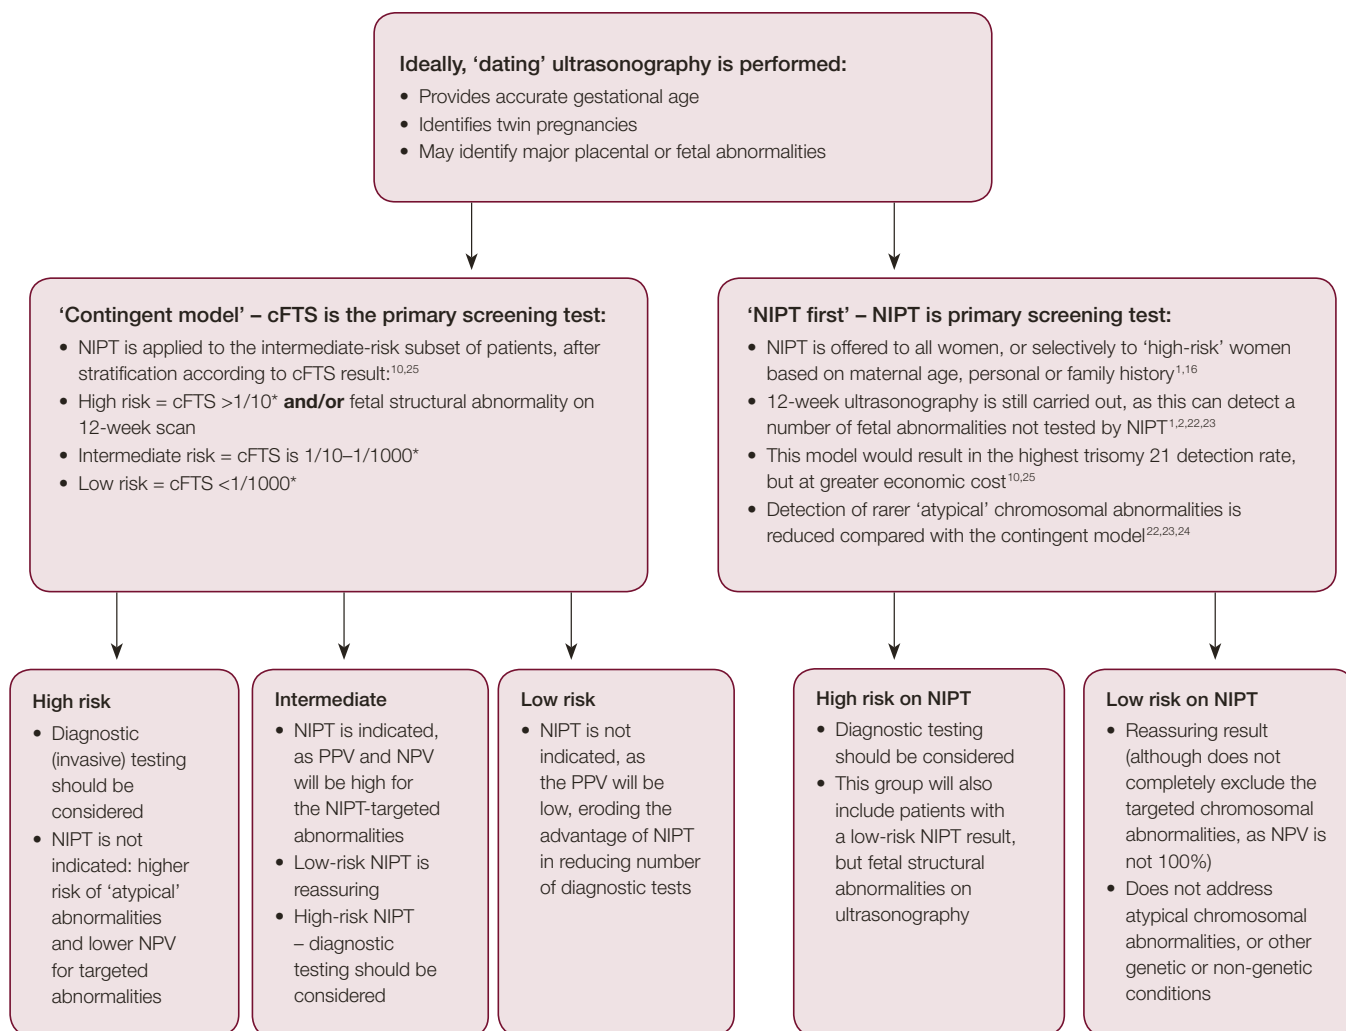 Ideally, ‘dating’ ultrasonography is performed:
• Provides accurate gestational age
• Identifies twin pregnancies
• May identify major placental or fetal abnormalities
‘Contingent model’ – cFTS is the primary screening test:
• NIPT is applied to the intermediate-risk subset of patients, after
stratification according to cFTS result:10,25
• High risk = cFTS >1/10* and/or fetal structural abnormality on
12-week scan
• Intermediate risk = cFTS is 1/10–1/1000*
• Low risk = cFTS <1/1000*
‘NIPT first’ – NIPT is primary screening test:
• NIPT is offered to all women, or selectively to ‘high-risk’ women
based on maternal age, personal or family history1,16
• 12-week ultrasonography is still carried out, as this can detect a
number of fetal abnormalities not tested by NIPT1,2,22,23
• This model would result in the highest trisomy 21 detection rate,
but at greater economic cost10,25
• Detection of rarer ‘atypical’ chromosomal abnormalities is
reduced compared with the contingent model22,23,24
High risk
• Diagnostic
(invasive) testing
should be
considered
• NIPT is not
indicated: higher
risk of ‘atypical’
abnormalities
and lower NPV
for targeted
abnormalities
Intermediate
• NIPT is indicated,
as PPV and NPV
will be high for
the NIPT-targeted
abnormalities
• Low-risk NIPT is
reassuring
• High-risk NIPT
– diagnostic
testing should be
considered
Low risk
• NIPT is not
indicated, as
the PPV will be
low, eroding the
advantage of NIPT
in reducing number
of diagnostic tests
High risk on NIPT
• Diagnostic testing
should be considered
• This group will also
include patients with
a low-risk NIPT result,
but fetal structural
abnormalities on
ultrasonography
Low risk on NIPT
• Reassuring result
(although does not
completely exclude the
targeted chromosomal
abnormalities, as NPV is
not 100%)
• Does not address
atypical chromosomal
abnormalities, or other
genetic or non-genetic
conditions